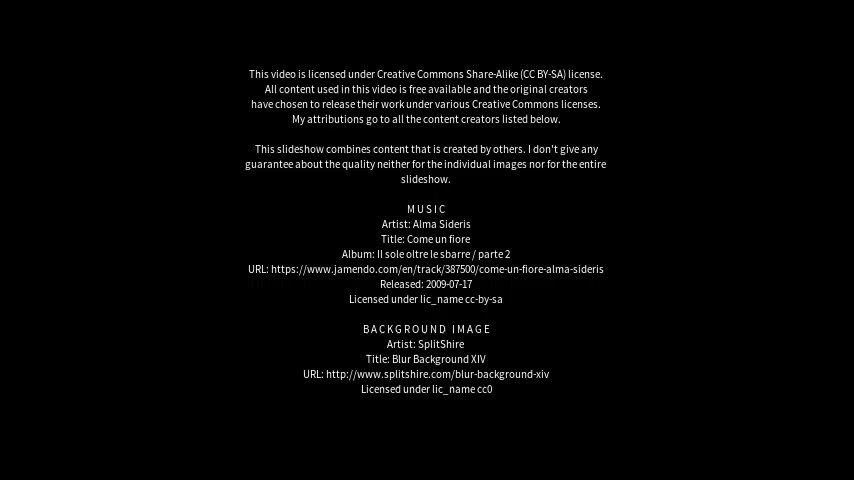 This video is licensed under Creative Commons Share-Alike (CC BY-SA) license.
All content used in this video is free available and the original creators
have chosen to release their work under various Creative Commons licenses.
My attributions go to all the content creators listed below.
This slideshow combines content that is created by others. I don't give any
guarantee about the quality neither for the individual images nor for the entire
slideshow.
MUSIC
Artist: Alma Sideris
Title: Come un fiore
Album: Il sole oltre le sbarre / parte 2
URL: https://www.jamendo.com/en/track/387500/come-un-fiore-alma-sideris
Released: 2009-07-17
Licensed under lic_name cc-by-sa
BACKGROUND IMAGE
Artist: SplitShire
Title: Blur Background XIV
URL: http://www.splitshire.com/blur-background-xiv
Licensed under lic_name cc0